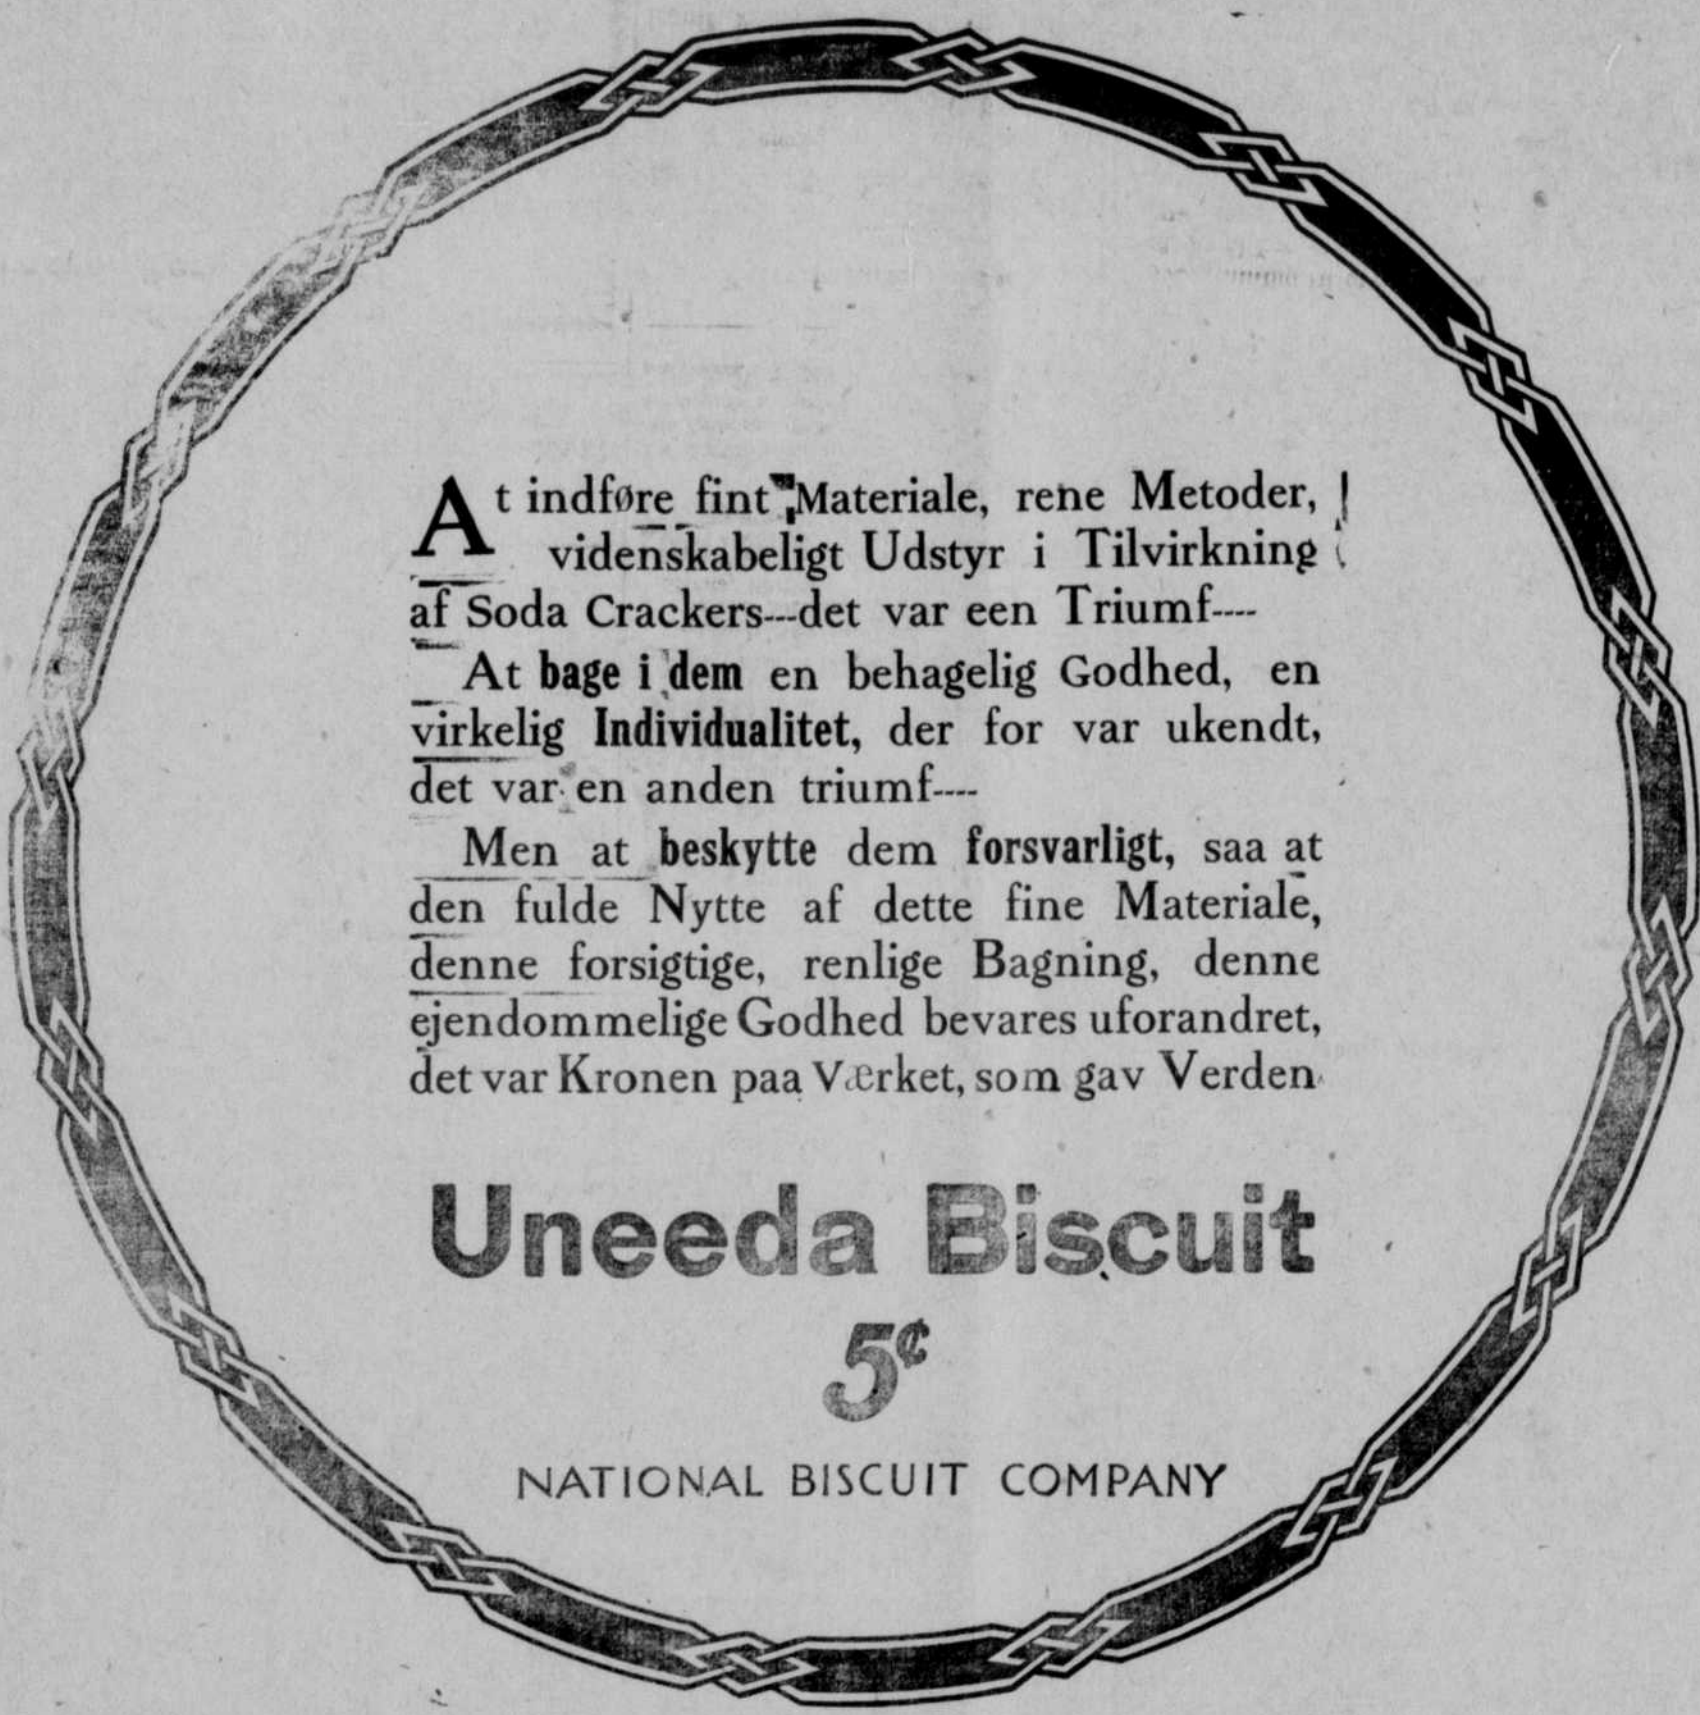 At indføre fint Materiale, rene Metoder,
videnskabeligt Udstyr i Tilvirkning
af Soda Crackers---det var een Triumf----
At bage i dem en behagelig Godhed, en
virkelig Individualitet, der for var ukendt,
det var en anden triumf----
Men at beskytte dem forsvarligt, saa at
den fulde Nytte af dette fine Materiale,
denne forsigtige, renlige Bagning, denne
ejendommelige Godhed bevares uforandret,
det var Kronen paa Værket, som gav Verden
Uneeda Biscuit
5¢
NATIONAL BISCUIT COMPANY